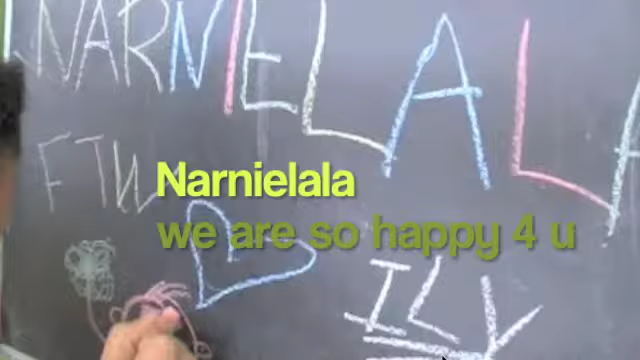 NARNIELALA
FTW
Narnielala
we are so happy 4 u
ILY